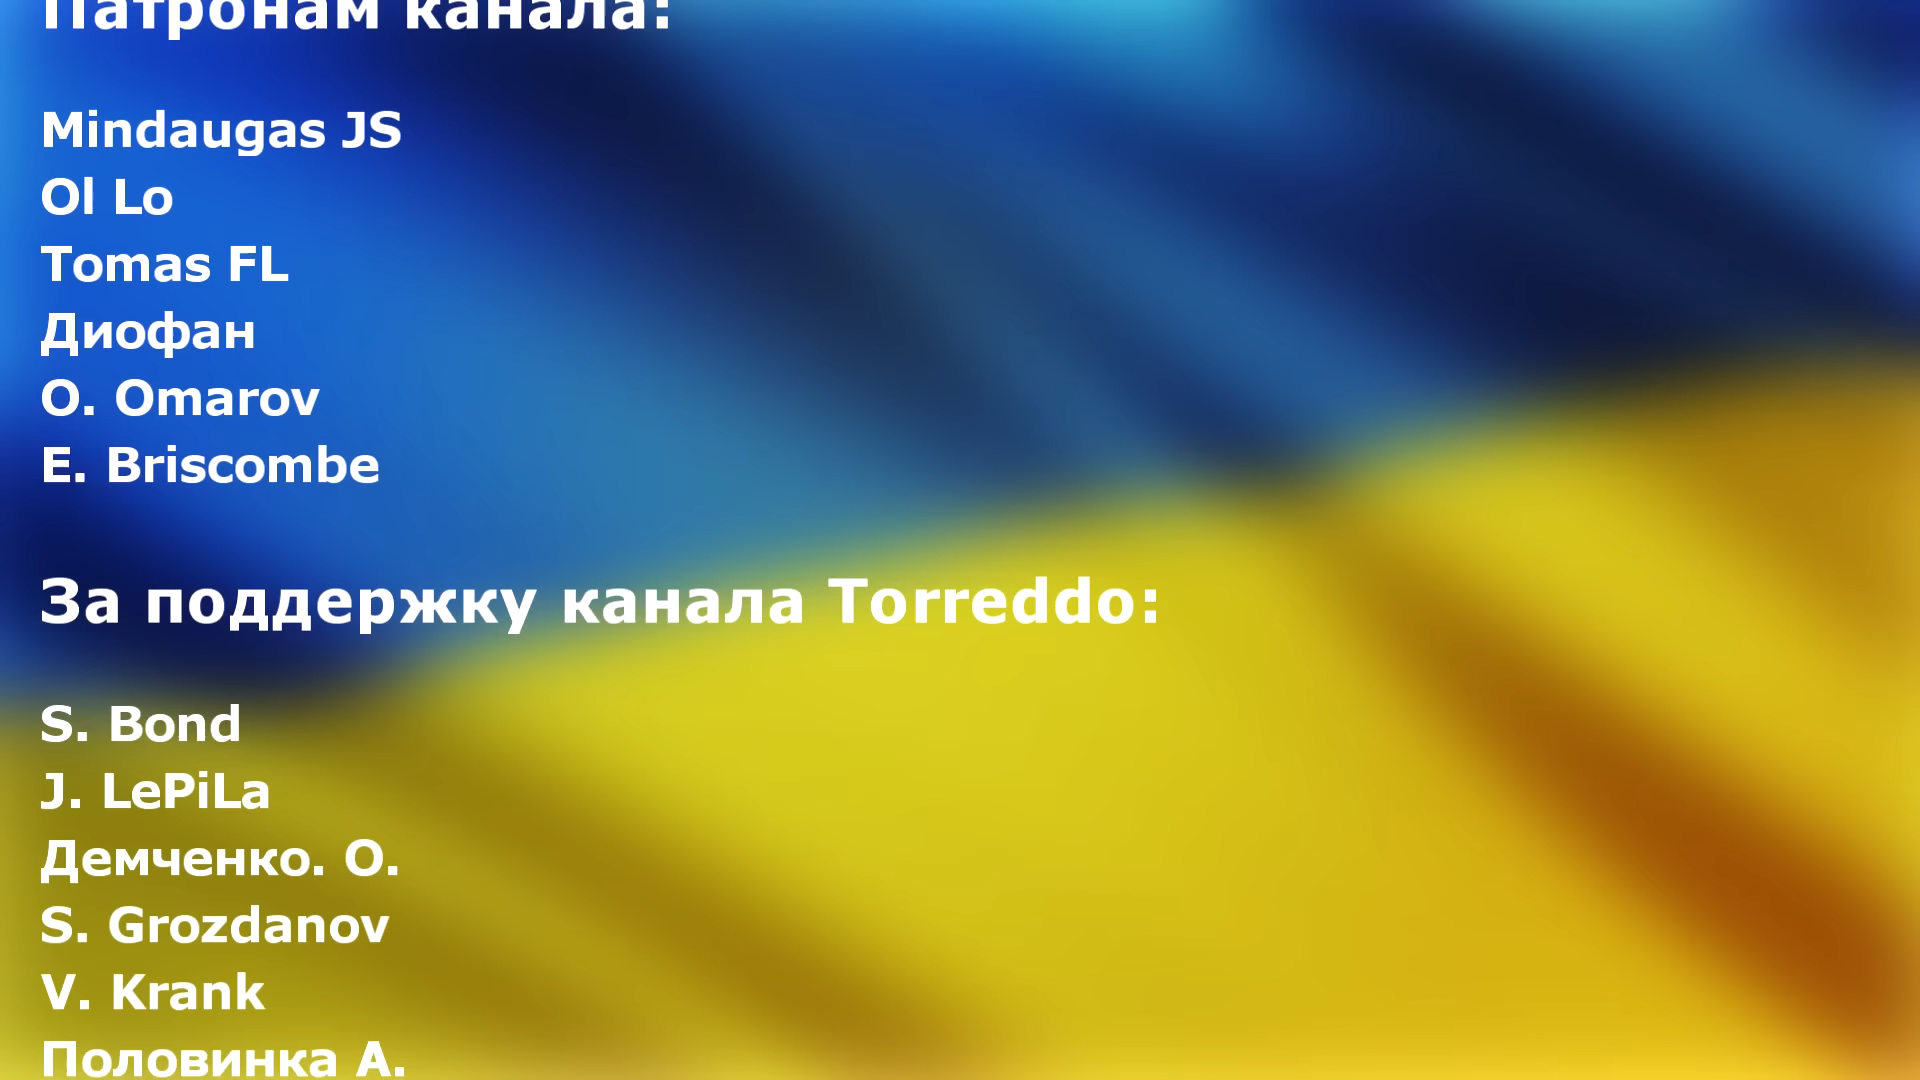 Патронам канала:
Mindaugas JS
Ol Lo
Tomas FL
Диофан
O. Omarov
E. Briscombe
За поддержку канала Torreddo:
S. Bond
J. LePiLa
Демченко. О.
S. Grozdanov
V. Krank
Половинка А.